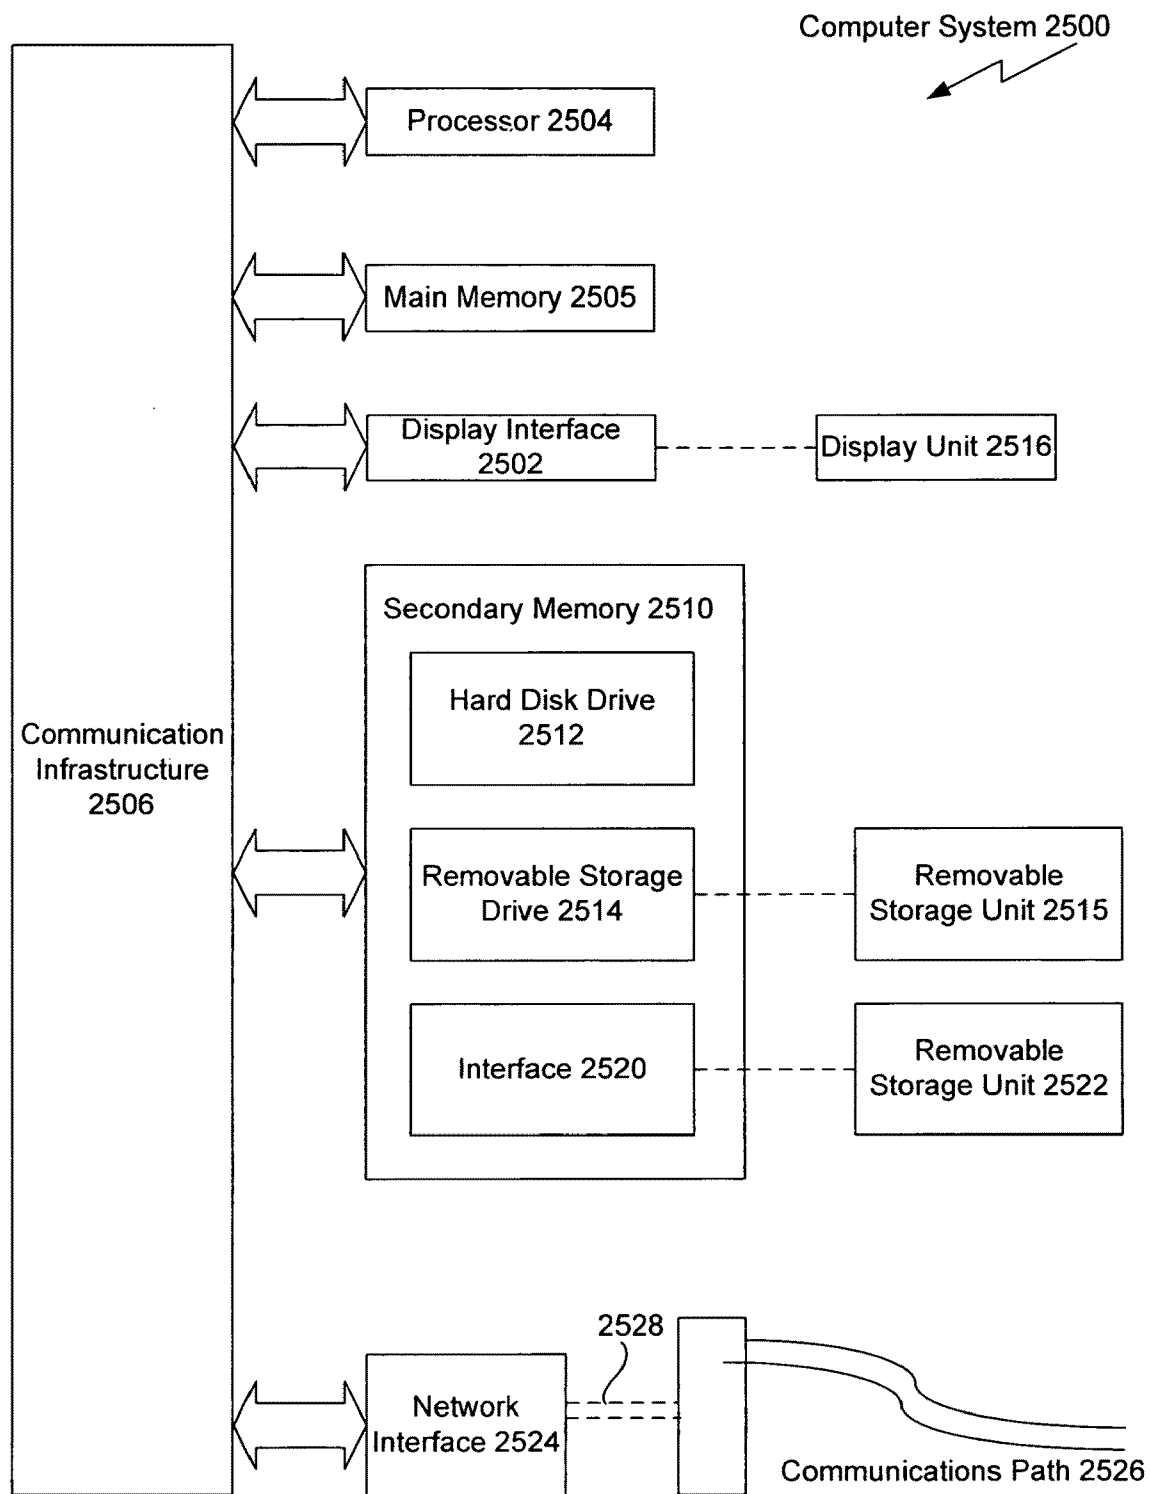 Computer System 2500
Processor 2504
Main Memory 2505
Display Interface
2502
Display Unit 2516
Secondary Memory 2510
Hard Disk Drive
2512
Communication
Infrastructure
2506
Removable Storage
Drive 2514
Removable
Storage Unit 2515
Interface 2520
Removable
Storage Unit 2522
2528
Network
Interface 2524
Communications Path 2526